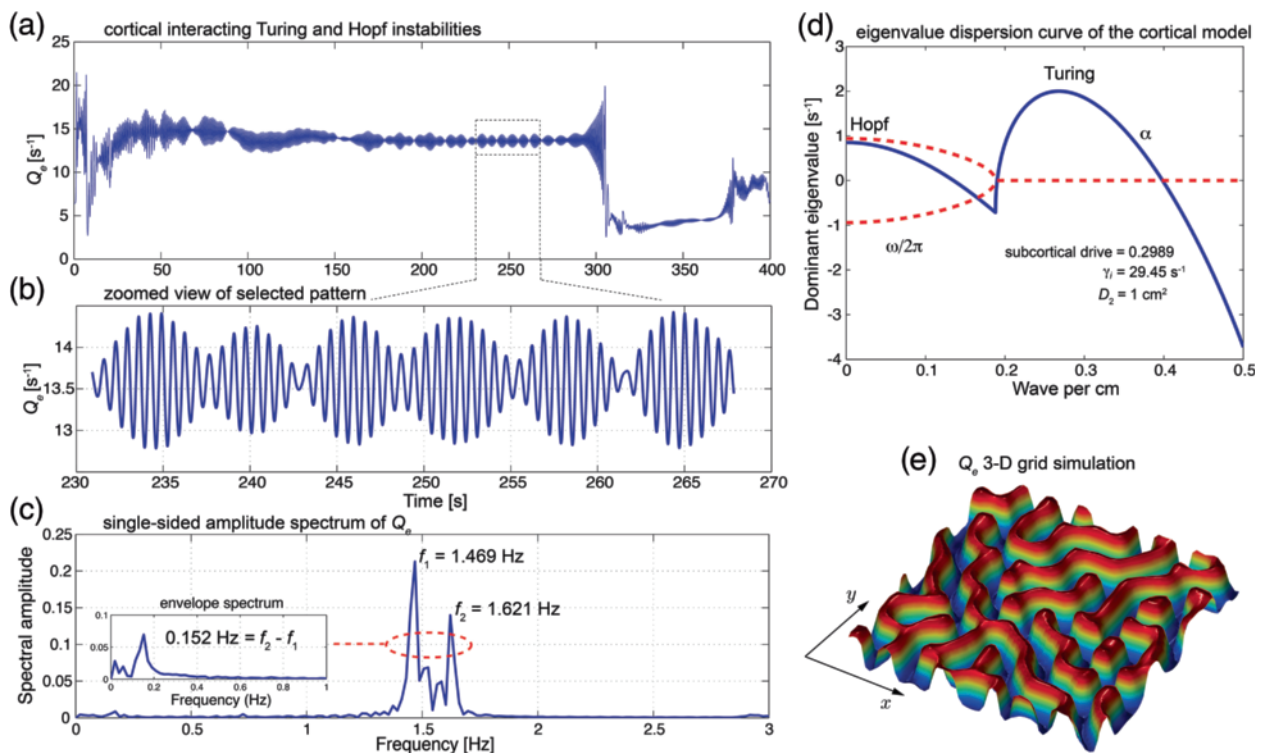 (a) cortical interacting Turing and Hopf instabilities
25
20
15
10
5
0
Qe [s-1]
0 50 100 150 200 250 300 350 400
(b) zoomed view of selected pattern
14
13.5
13
Qe [s-1]
230 235 240 245 250 255 260 265 270
Time [s]
(c) single-sided amplitude spectrum of Qe
0.25
0.2
0.15
0.1
0.05
0
Spectral amplitude
f1 = 1.469 Hz
f2 = 1.621 Hz
envelope spectrum
0.1
0.05
0
0.152 Hz = f2 - f1
0 0.2 0.4 0.6 0.8 1
Frequency (Hz)
0 0.5 1 1.5 2 2.5 3
Frequency [Hz]
(d) eigenvalue dispersion curve of the cortical model
3
2
1
0
-1
-2
-3
-4
Dominant eigenvalue [s-1]
Turing
Hopf
α
ω/2π
subcortical drive = 0.2989
γi = 29.45 s-1
D2 = 1 cm2
0 0.1 0.2 0.3 0.4 0.5
Wave per cm
(e) Qe 3-D grid simulation
y
x